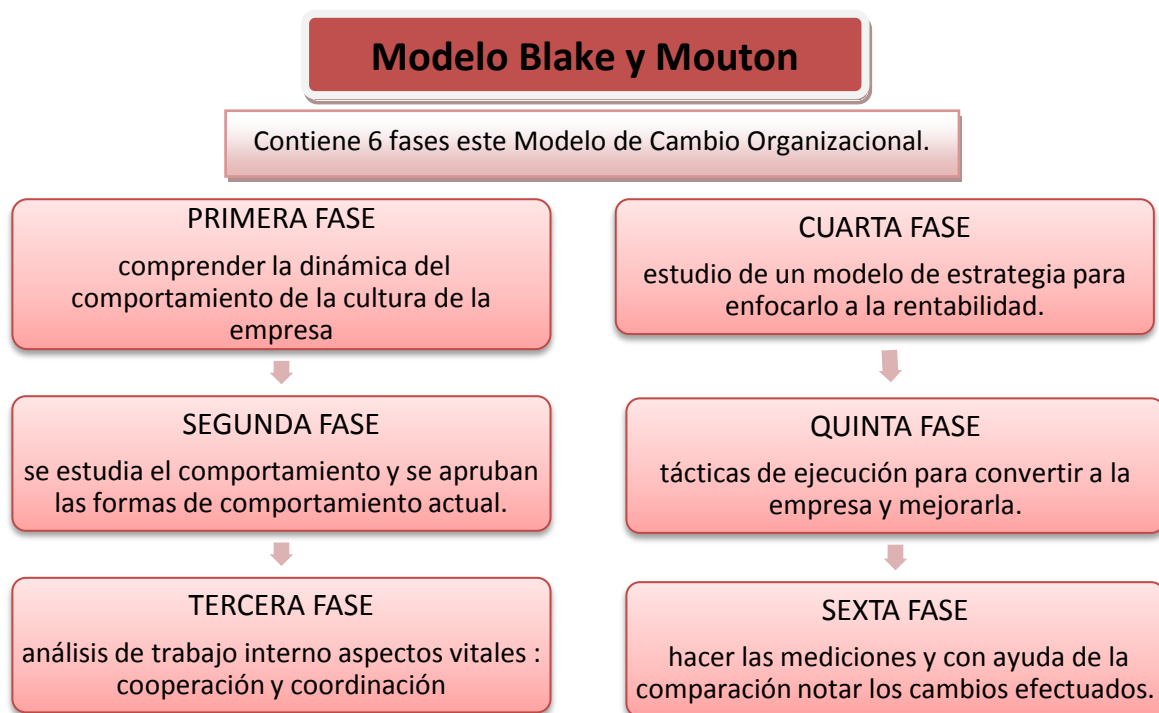 Modelo Blake y Mouton
Contiene 6 fases este Modelo de Cambio Organizacional.
PRIMERA FASE
comprender la dinámica del
comportamiento de la cultura de la
empresa
SEGUNDA FASE
se estudia el comportamiento y se apruban
las formas de comportamiento actual.
TERCERA FASE
análisis de trabajo interno aspectos vitales :
cooperación y coordinación
CUARTA FASE
estudio de un modelo de estrategia para
enfocarlo a la rentabilidad.
QUINTA FASE
tácticas de ejecución para convertir a la
empresa y mejorarla.
SEXTA FASE
hacer las mediciones y con ayuda de la
comparación notar los cambios efectuados.